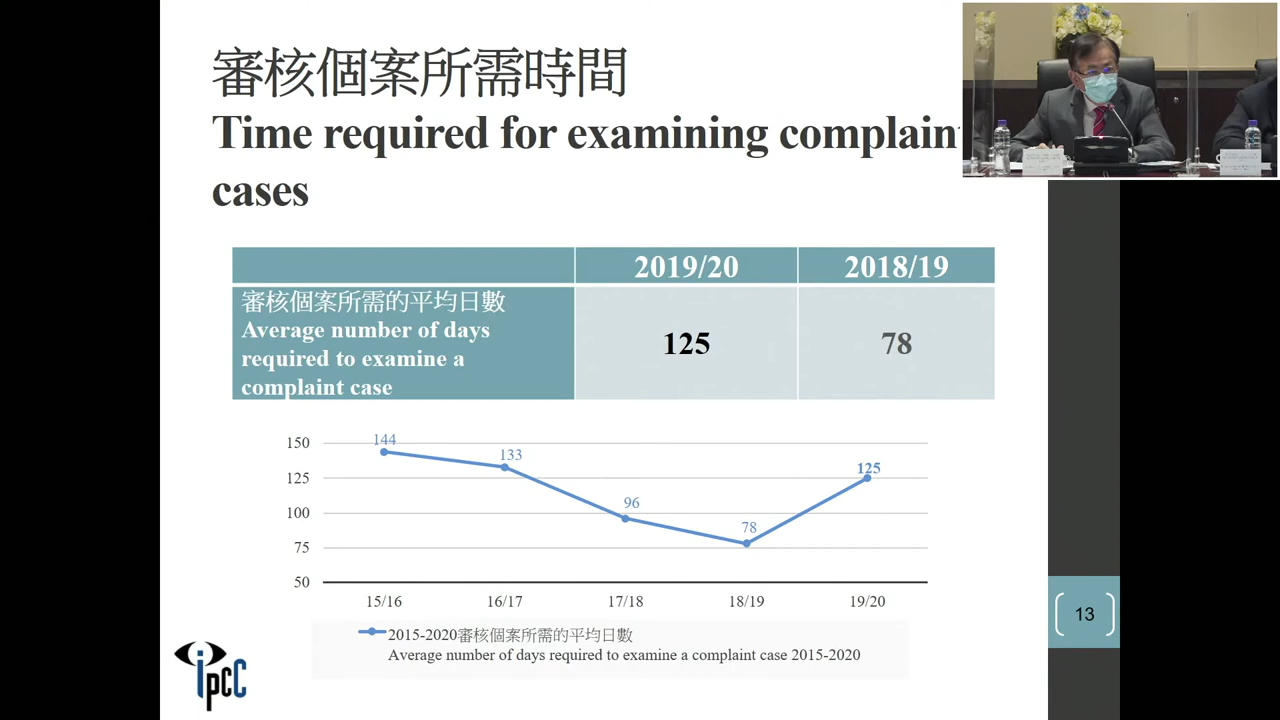 審核個案所需時間
Time required for examining complain
cases
2019/20 2018/19
審核個案所需的平均日數
Average number of days
required to examine a
complaint case
125 78
150
125
100
75
50
144
133
96
78
125
15/16 16/17 17/18 18/19 19/20
2015-2020審核個案所需的平均日數
Average number of days required to examine a complaint case 2015-2020
13
ipcc